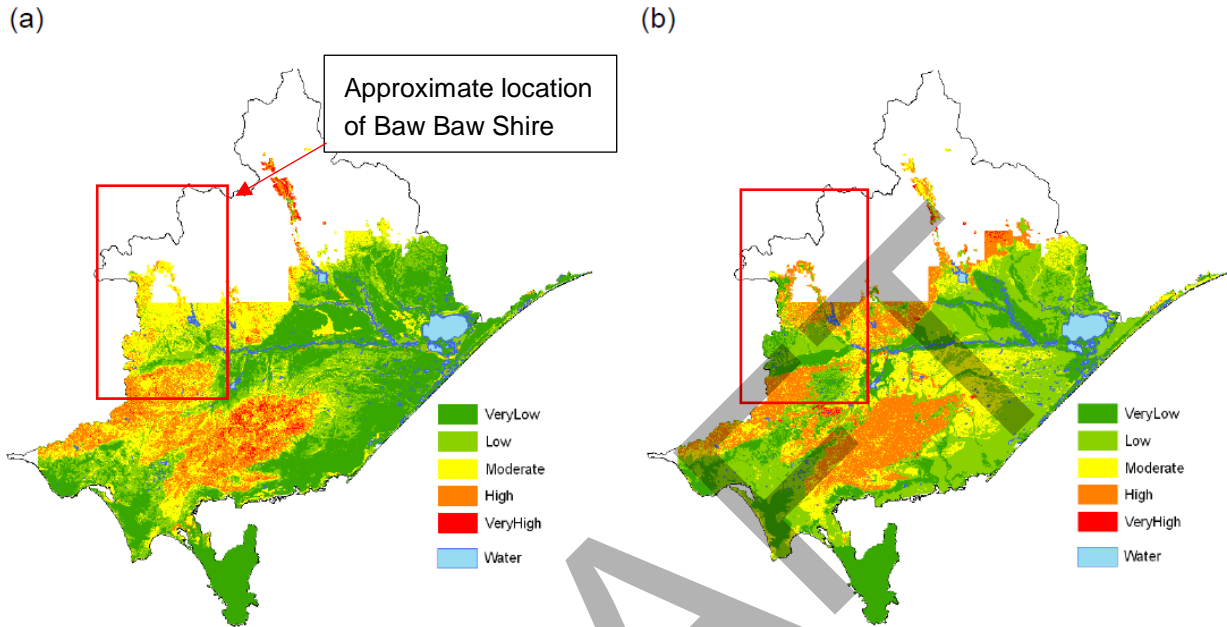 (a)
(b)
Approximate location
of Baw Baw Shire
VeryLow
Low
Moderate
High
VeryHigh
Water
VeryLow
Low
Moderate
High
VeryHigh
Water